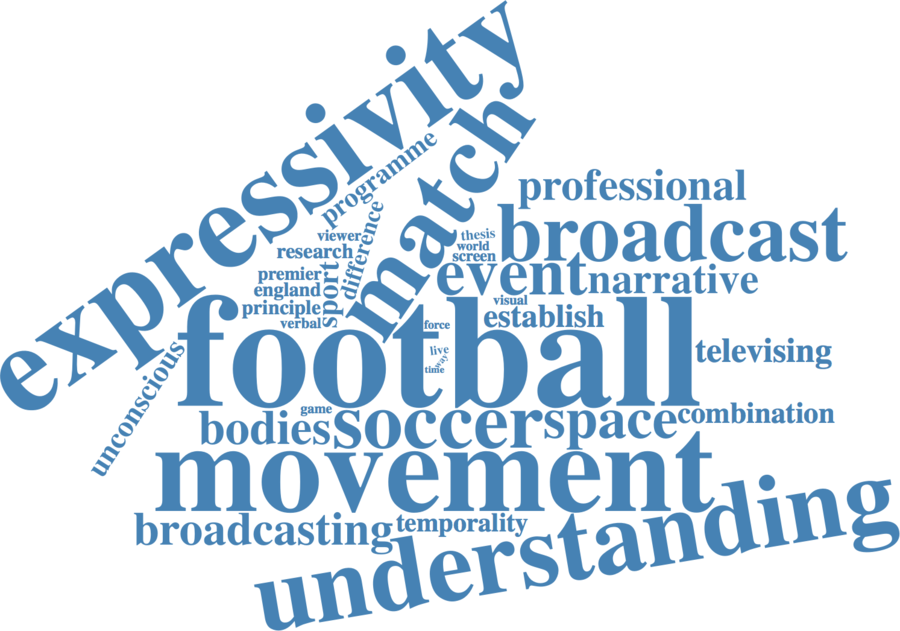 expressivity
match
programme
professional
difference
broadcast
viewer
thesis
research
world
screen
premier
event
narrative
england
sport
principle
visual
establish
verbal
force
football
live
way
time
televising
unconscious
game
bodies
soccer
space
combination
movement
broadcasting
temporality
understanding